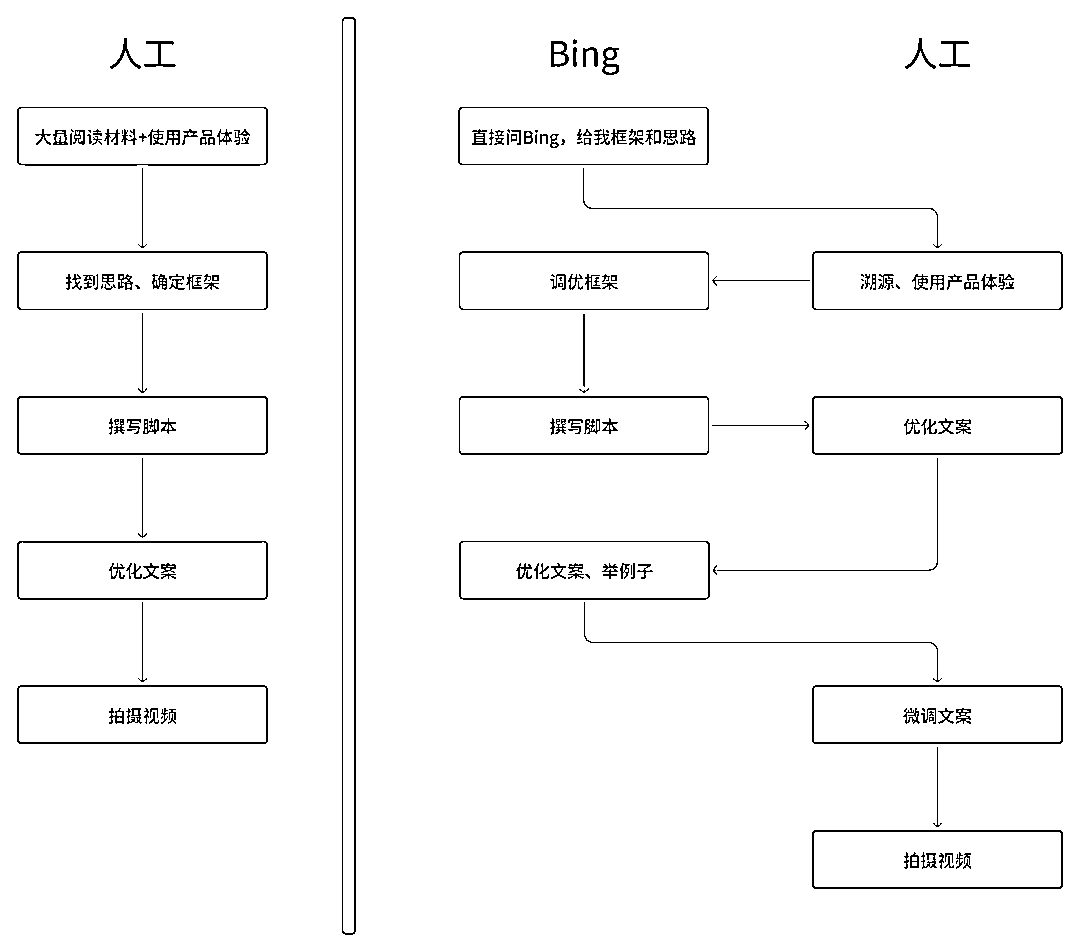 人工
大量阅读材料+使用产品体验
找到思路、确定框架
撰写脚本
优化文案
拍摄视频
Bing
人工
直接问Bing，给我框架和思路
调优框架
溯源、使用产品体验
撰写脚本
优化文案
优化文案、举例子
微调文案
拍摄视频